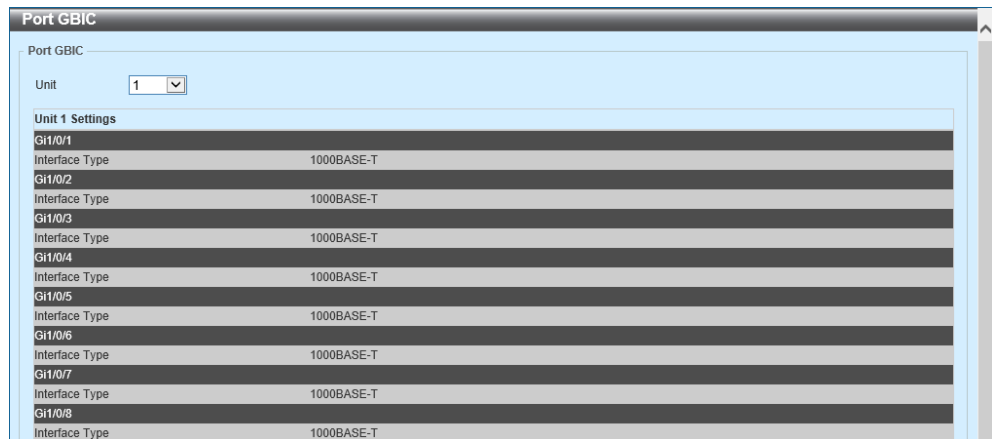 Port GBIC
Port GBIC
Unit 1
Unit 1 Settings
Gi1/0/1
Interface Type 1000BASE-T
Gi1/0/2
Interface Type 1000BASE-T
Gi1/0/3
Interface Type 1000BASE-T
Gi1/0/4
Interface Type 1000BASE-T
Gi1/0/5
Interface Type 1000BASE-T
Gi1/0/6
Interface Type 1000BASE-T
Gi1/0/7
Interface Type 1000BASE-T
Gi1/0/8
Interface Type 1000BASE-T